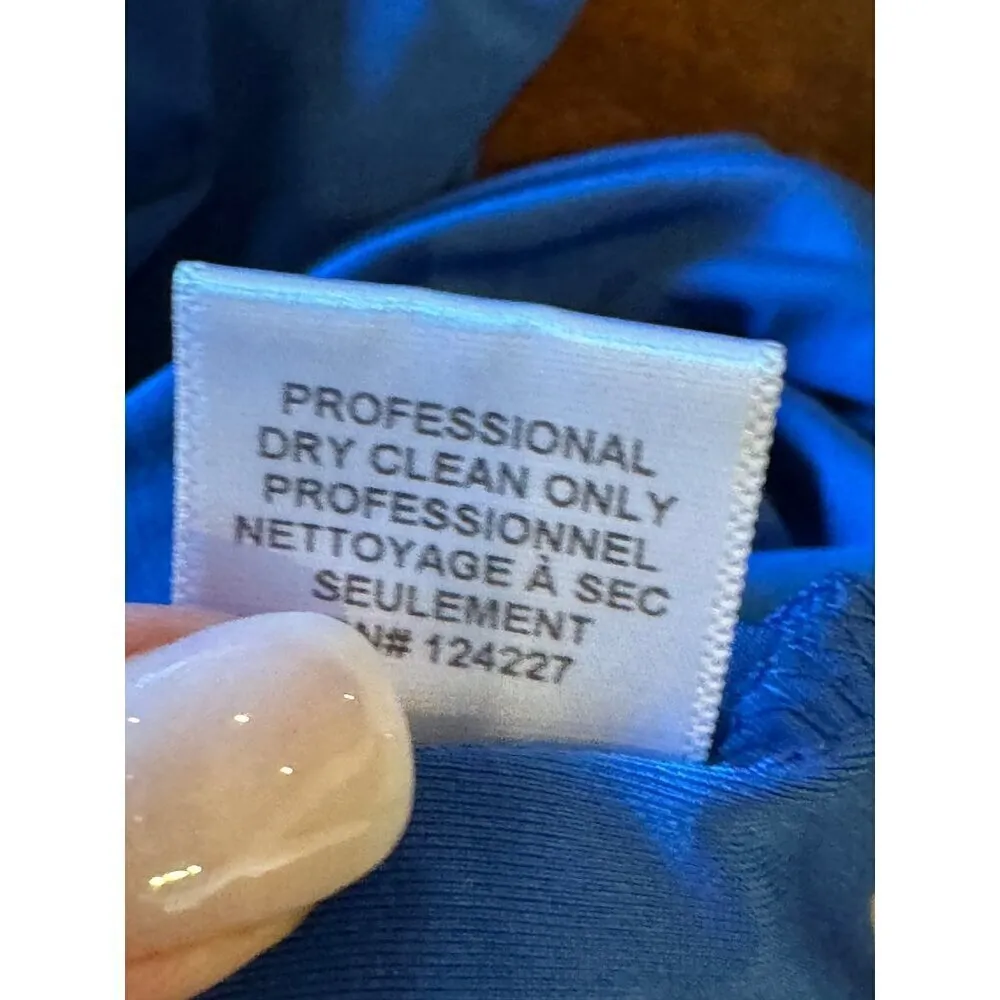 PROFESSIONAL
DRY CLEAN ONLY
PROFESSIONNEL
NETTOYAGE À SEC
SEULEMENT
124227